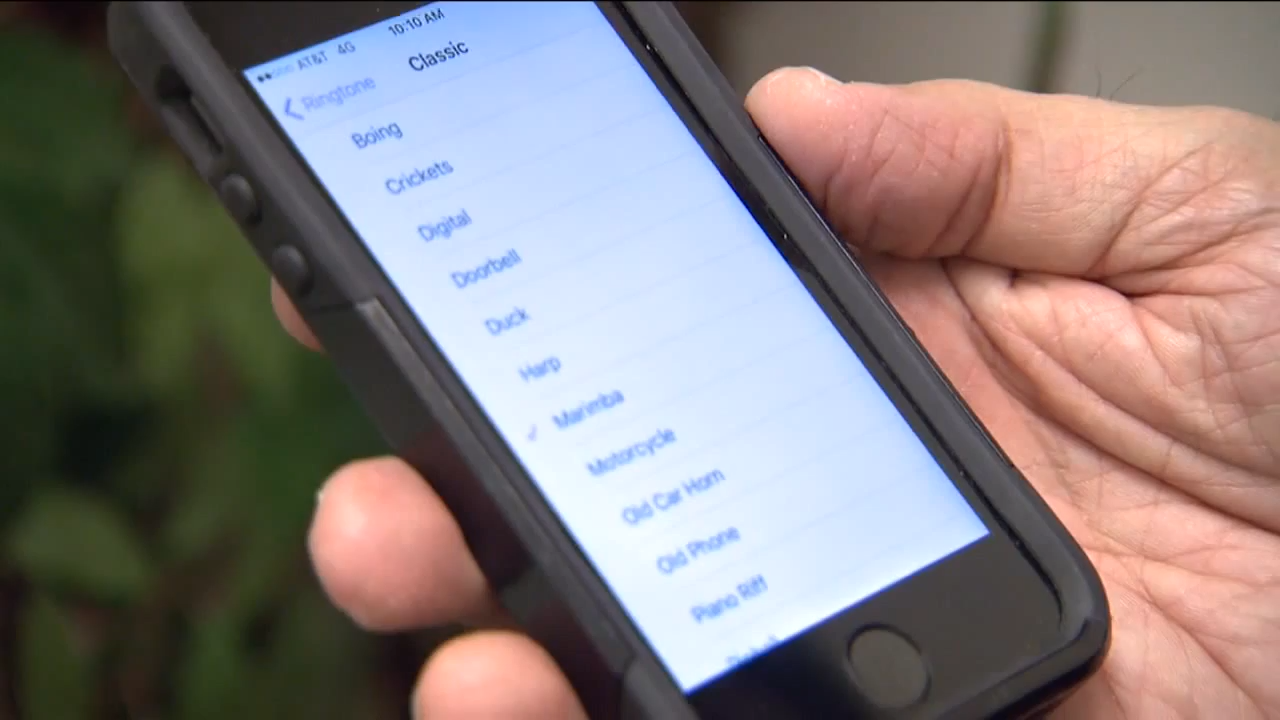 AT&T 4G 10:10 AM
Ringtone Classic
Boing
Crickets
Digital
Doorbell
Duck
Harp
Marimba
Motorcycle
Old Car Horn
Old Phone
Piano Riff